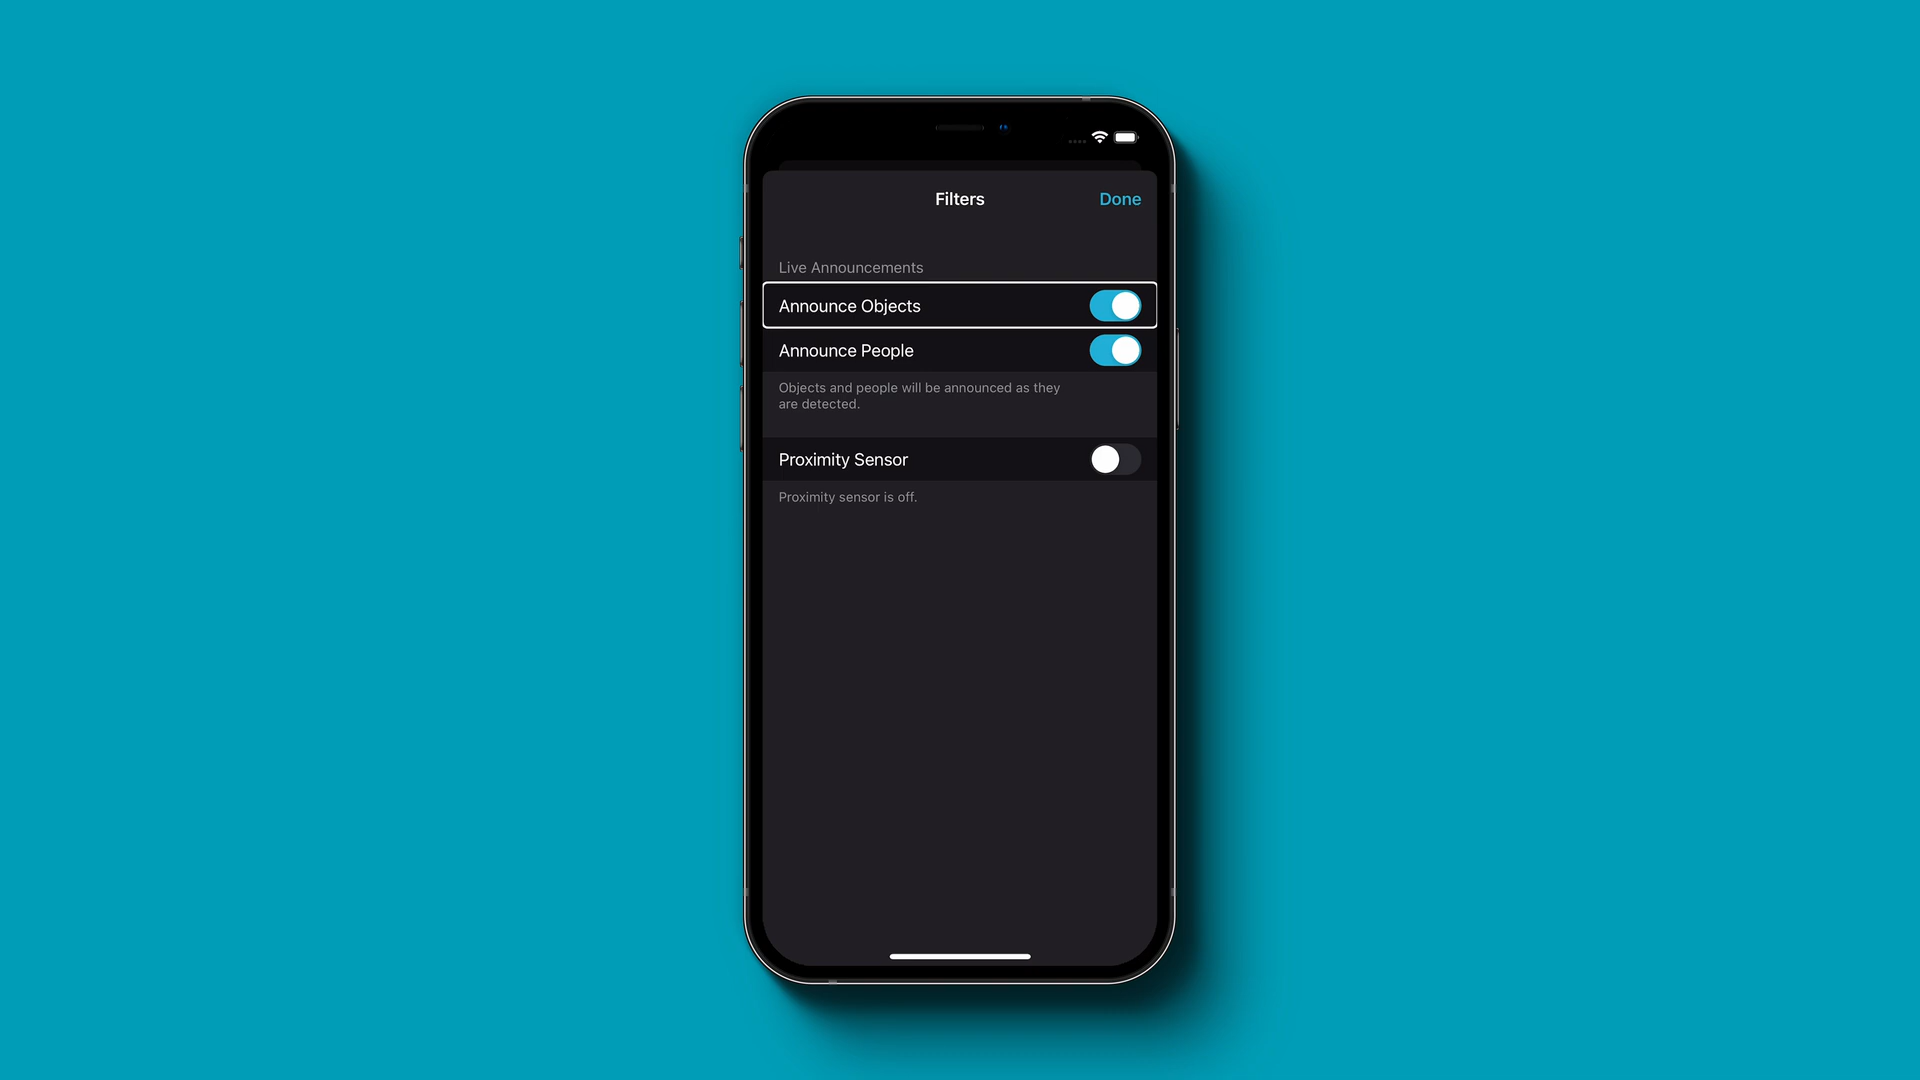 Filters
Done
Live Announcements
Announce Objects
Announce People
Objects and people will be announced as they
are detected.
Proximity Sensor
Proximity sensor is off.